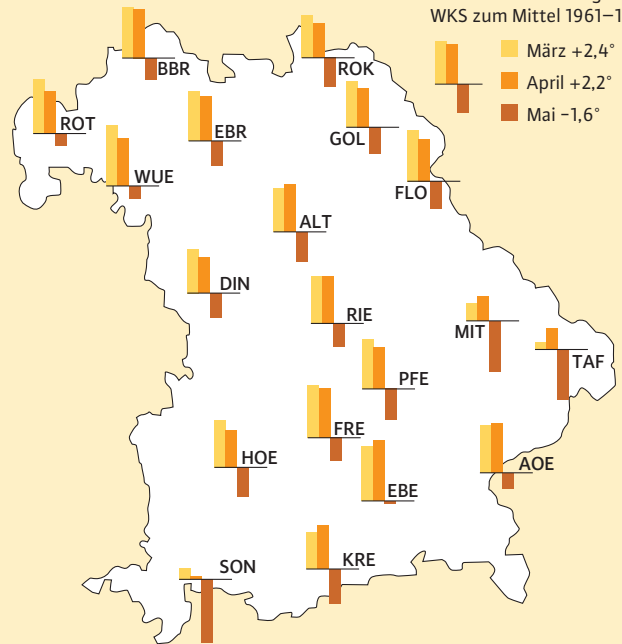 WKS zum Mittel 1961–1
März +2,4°
April +2,2°
Mai –1,6°
BBR
ROK
ROT
EBR
GOL
WUE
FLO
ALT
DIN
RIE
MIT
TAF
PFE
FRE
HOE
AOE
EBE
SON
KRE